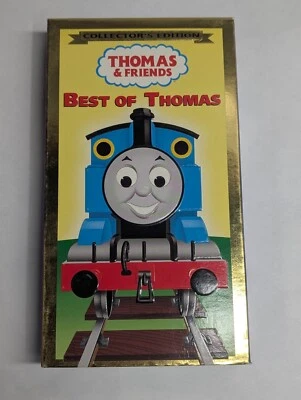 COLLECTOR'S EDITION
THOMAS
& FRIENDS
BEST OF THOMAS